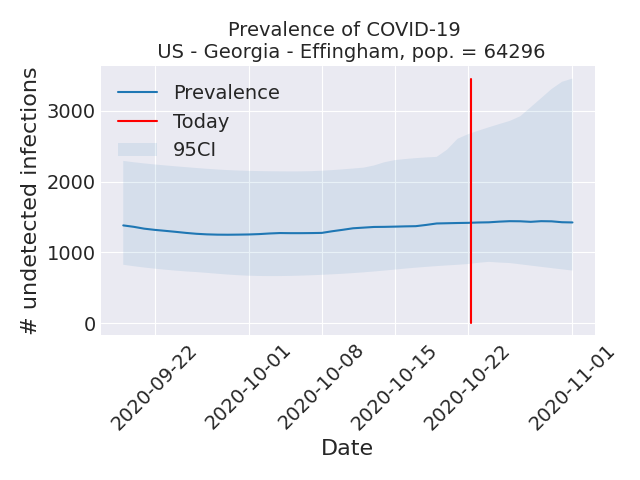 Prevalence of COVID-19
US - Georgia - Effingham, pop. = 64296
# undetected infections
3000
2000
1000
0
Prevalence
Today
95CI
2020-09-22
2020-10-01
2020-10-08
2020-10-15
2020-10-22
2020-11-01
Date